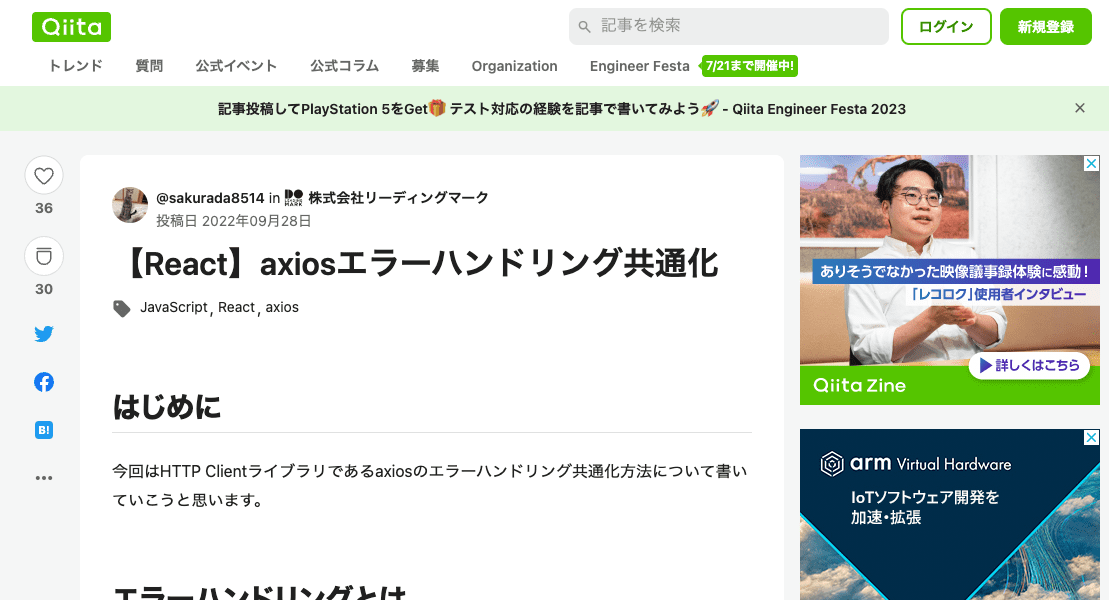 Qiita
記事を検索
ログイン
新規登録
トレンド 質問 公式イベント 公式コラム 募集 Organization Engineer Festa 7/21まで開催中!
記事投稿してPlayStation 5をGet🎁 テスト対応の経験を記事で書いてみよう🚀 - Qiita Engineer Festa 2023
36
30
B!
@sakurada8514 in 株式会社リーディングマーク
投稿日 2022年09月28日
【React】axiosエラーハンドリング共通化
JavaScript, React, axios
はじめに
今回はHTTP Clientライブラリであるaxiosのエラーハンドリング共通化方法について書い
ていこうと思います。
エラーハンドリングとは
ありそうでなかった映像議事録体験に感動！
「レコログ」使用者インタビュー
▶詳しくはこちら
Qiita Zine
arm Virtual Hardware
IoTソフトウェア開発を
加速・拡張